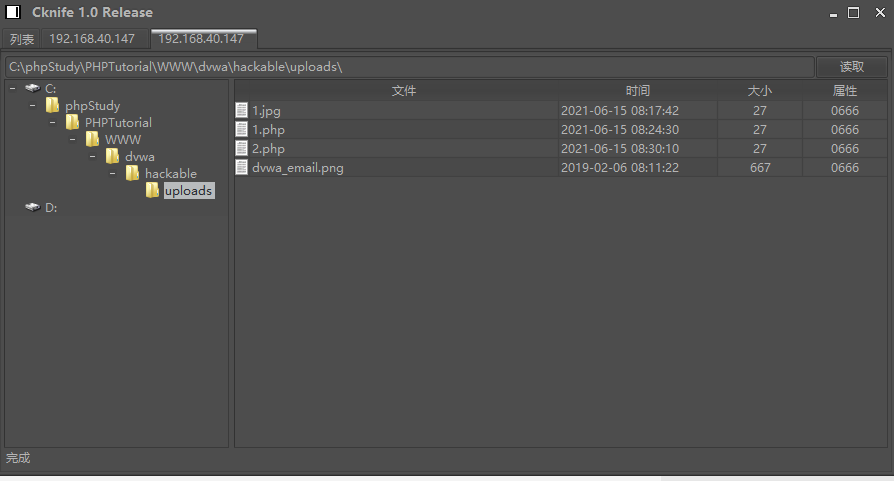 Cknife 1.0 Release
列表 192.168.40.147 192.168.40.147
C:\phpStudy\PHPTutorial\WWW\dvwa\hackable\uploads\ 读取
C:
phpStudy
PHPTutorial
WWW
dvwa
hackable
uploads
D:
文件 时间 大小 属性
1.jpg 2021-06-15 08:17:42 27 0666
1.php 2021-06-15 08:24:30 27 0666
2.php 2021-06-15 08:30:10 27 0666
dvwa_email.png 2019-02-06 08:11:22 667 0666
完成